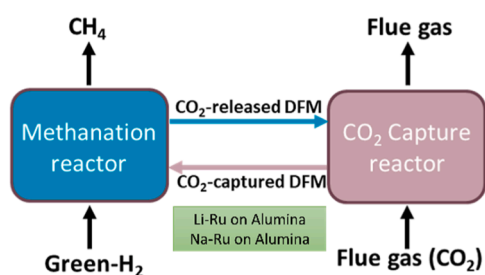 CH₄
Flue gas
Methanation
reactor
CO₂-released DFM
CO₂-captured DFM
CO₂ Capture
reactor
Li-Ru on Alumina
Na-Ru on Alumina
Green-H₂
Flue gas (CO₂)